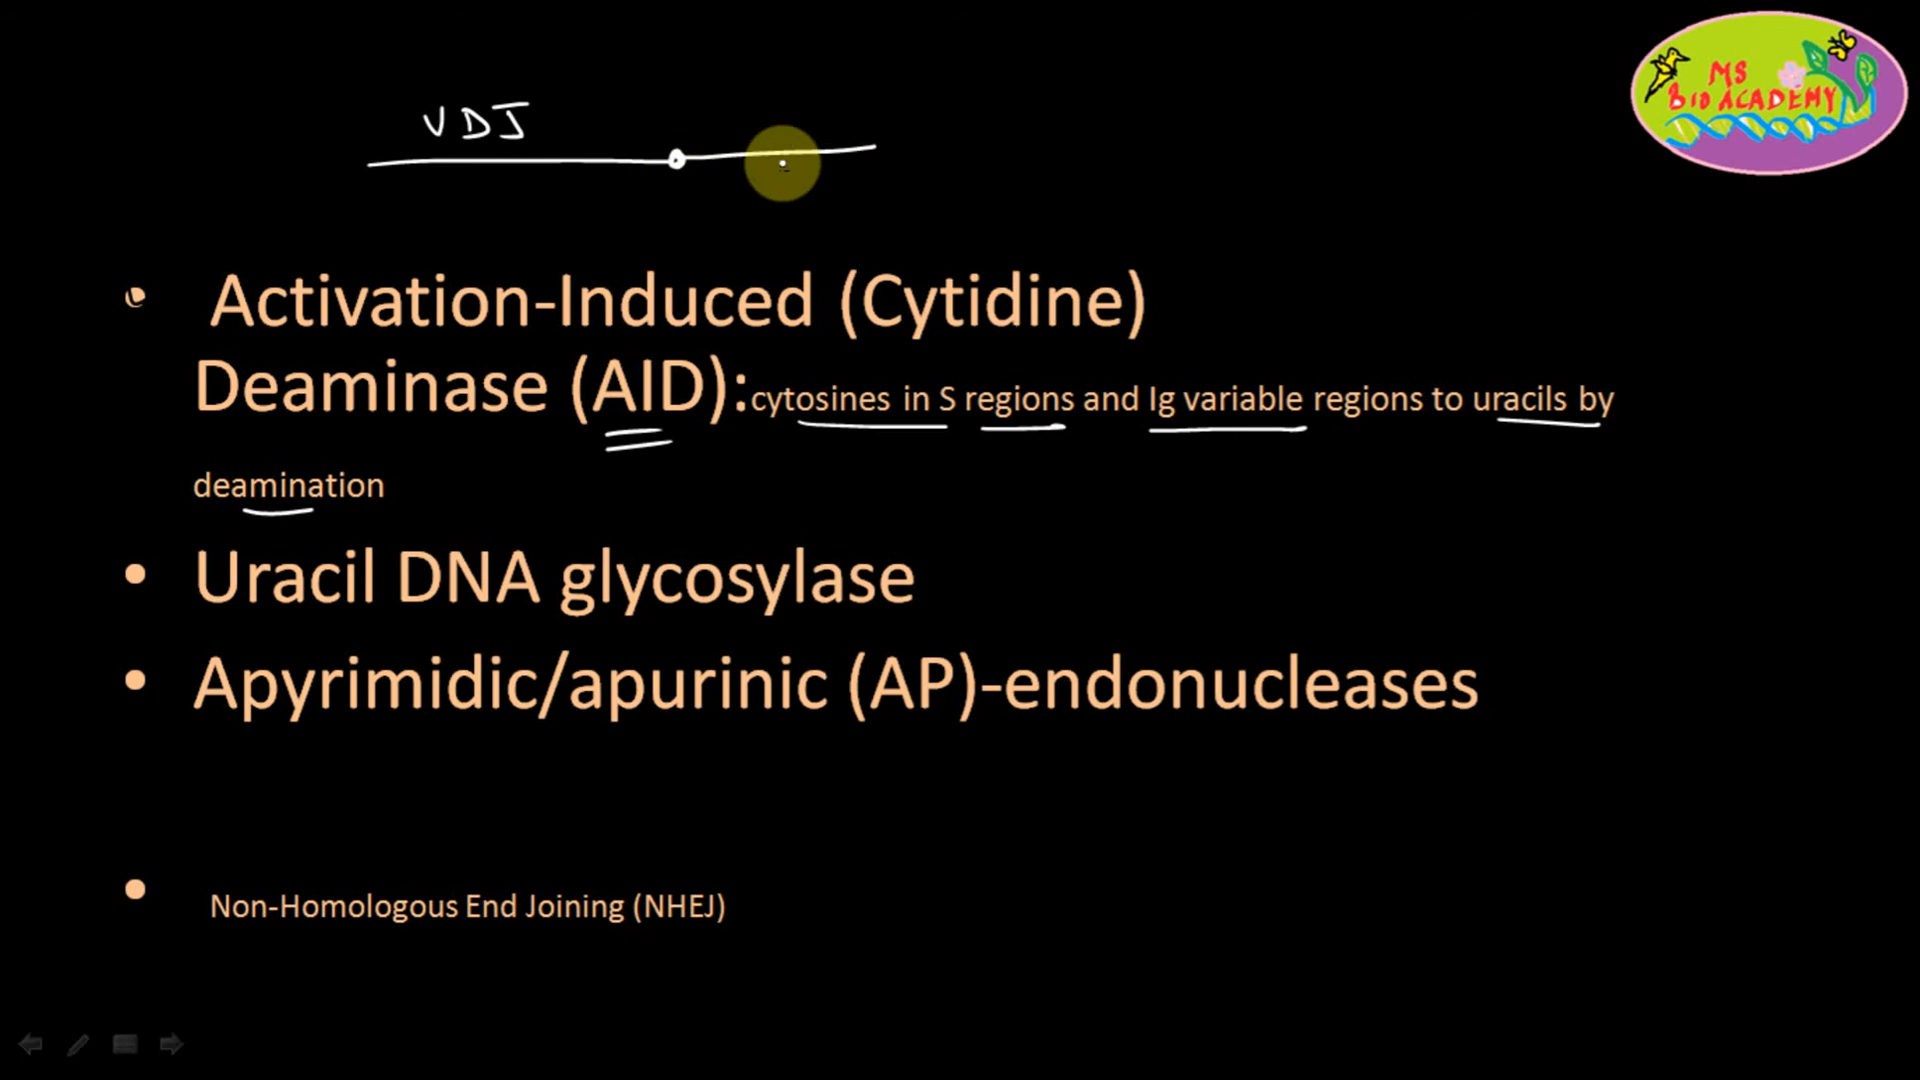 VDJ
MS
BIO ACADEMY
• Activation-Induced (Cytidine)
Deaminase (AID):cytosines in S regions and Ig variable regions to uracils by
deamination
• Uracil DNA glycosylase
• Apyrimidic/apurinic (AP)-endonucleases
• Non-Homologous End Joining (NHEJ)